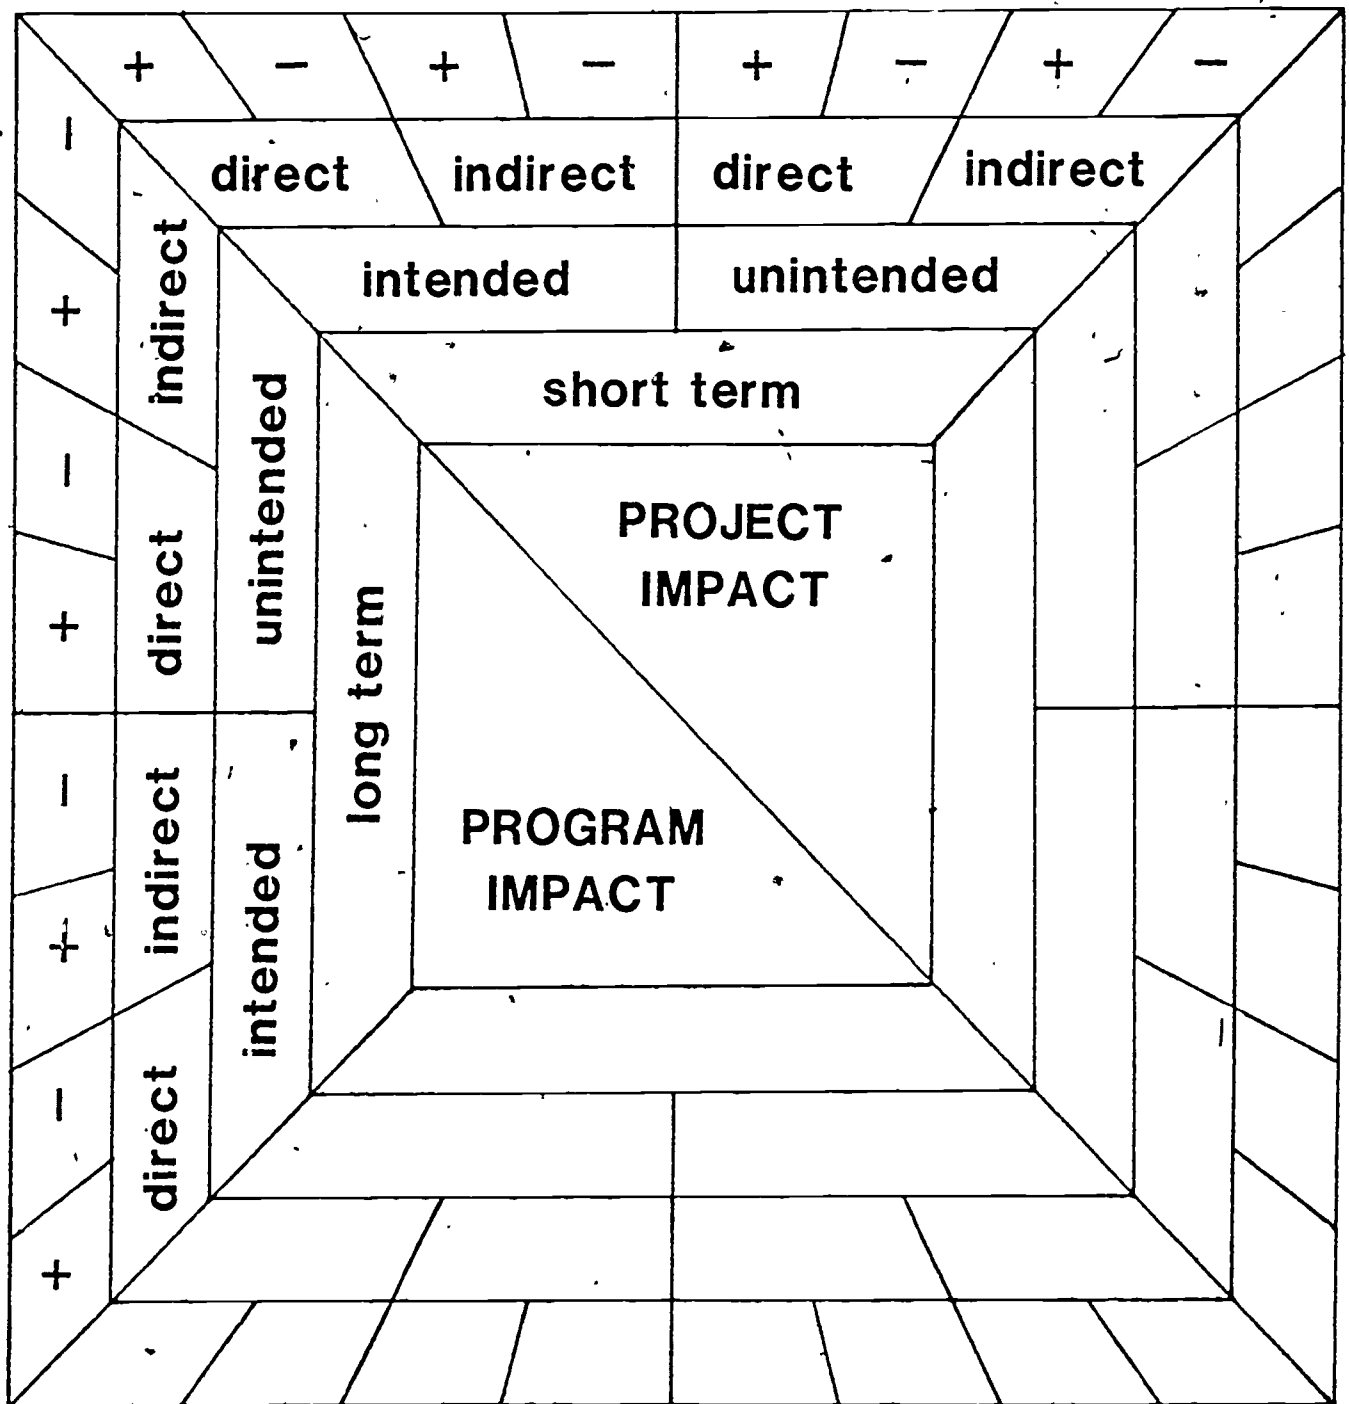 + − + − + − + −
direct indirect direct indirect
intended unintended
short term
PROJECT
IMPACT
PROGRAM
IMPACT
long term
unintended
intended
indirect
direct
indirect
direct
−
+
−
+
−
+
−
+